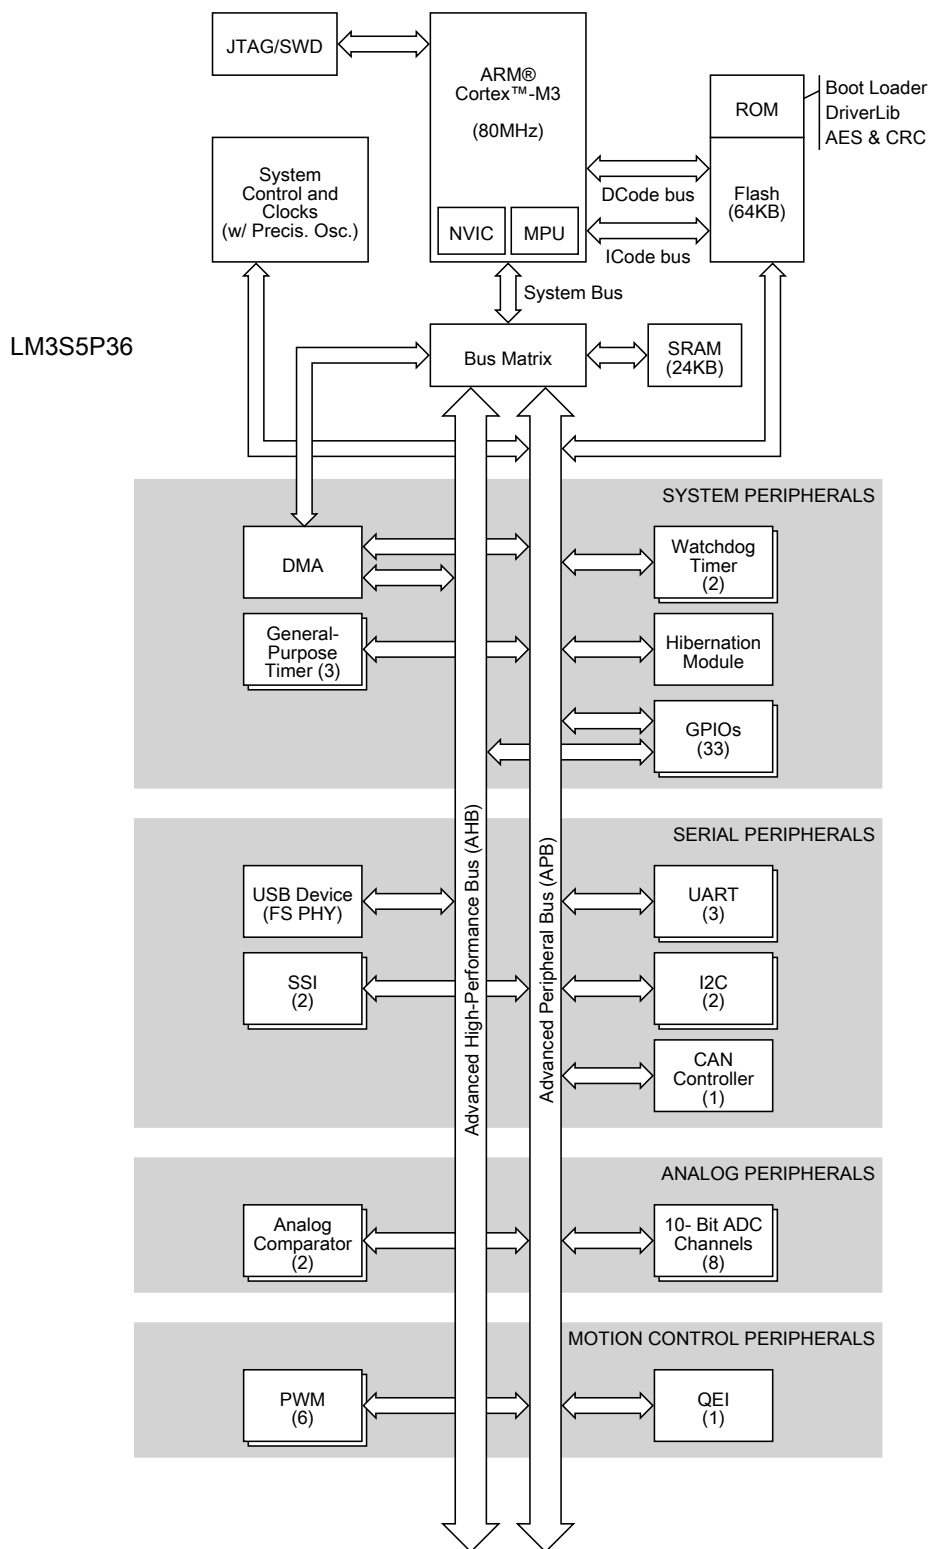 JTAG/SWD
ARM®
Cortex™-M3
(80MHz)
NVIC
MPU
ROM
Boot Loader
DriverLib
AES & CRC
Flash
(64KB)
DCode bus
ICode bus
System
Control and
Clocks
(w/ Precis. Osc.)
System Bus
LM3S5P36
Bus Matrix
SRAM
(24KB)
SYSTEM PERIPHERALS
DMA
Watchdog
Timer
(2)
General-
Purpose
Timer (3)
Hibernation
Module
GPIOs
(33)
Advanced High-Performance Bus (AHB)
Advanced Peripheral Bus (APB)
SERIAL PERIPHERALS
USB Device
(FS PHY)
UART
(3)
SSI
(2)
I2C
(2)
CAN
Controller
(1)
ANALOG PERIPHERALS
Analog
Comparator
(2)
10- Bit ADC
Channels
(8)
MOTION CONTROL PERIPHERALS
PWM
(6)
QEI
(1)